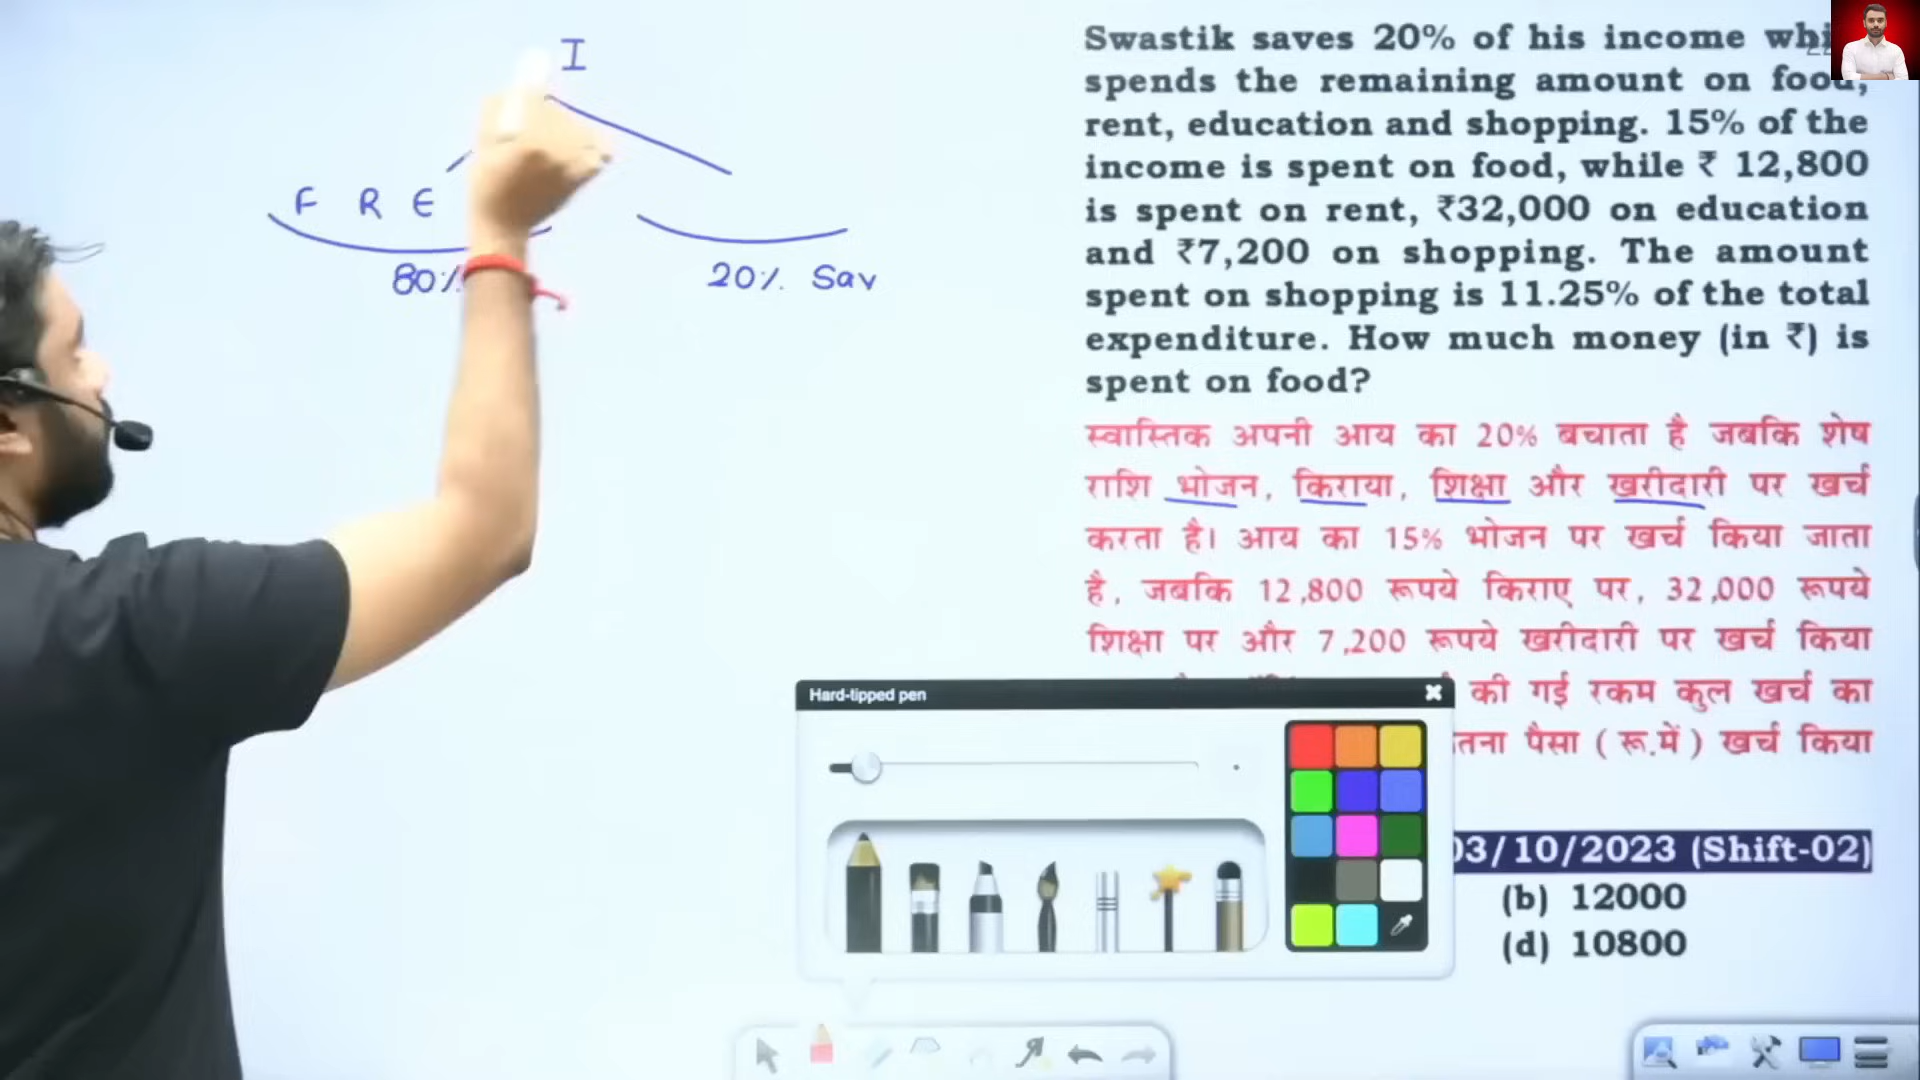 I
F R E
80%
20% Sav
Swastik saves 20% of his income whi
spends the remaining amount on food,
rent, education and shopping. 15% of the
income is spent on food, while ₹ 12,800
is spent on rent, ₹32,000 on education
and ₹7,200 on shopping. The amount
spent on shopping is 11.25% of the total
expenditure. How much money (in ₹) is
spent on food?
स्वास्तिक अपनी आय का 20% बचाता है जबकि शेष
राशि भोजन, किराया, शिक्षा और खरीदारी पर खर्च
करता है। आय का 15% भोजन पर खर्च किया जाता
है, जबकि 12,800 रूपये किराए पर, 32,000 रूपये
शिक्षा पर और 7,200 रूपये खरीदारी पर खर्च किया
की गई रकम कुल खर्च का
पैसा (रू.में) खर्च किया
Hard-tipped pen
03/10/2023 (Shift-02)
(b) 12000
(d) 10800